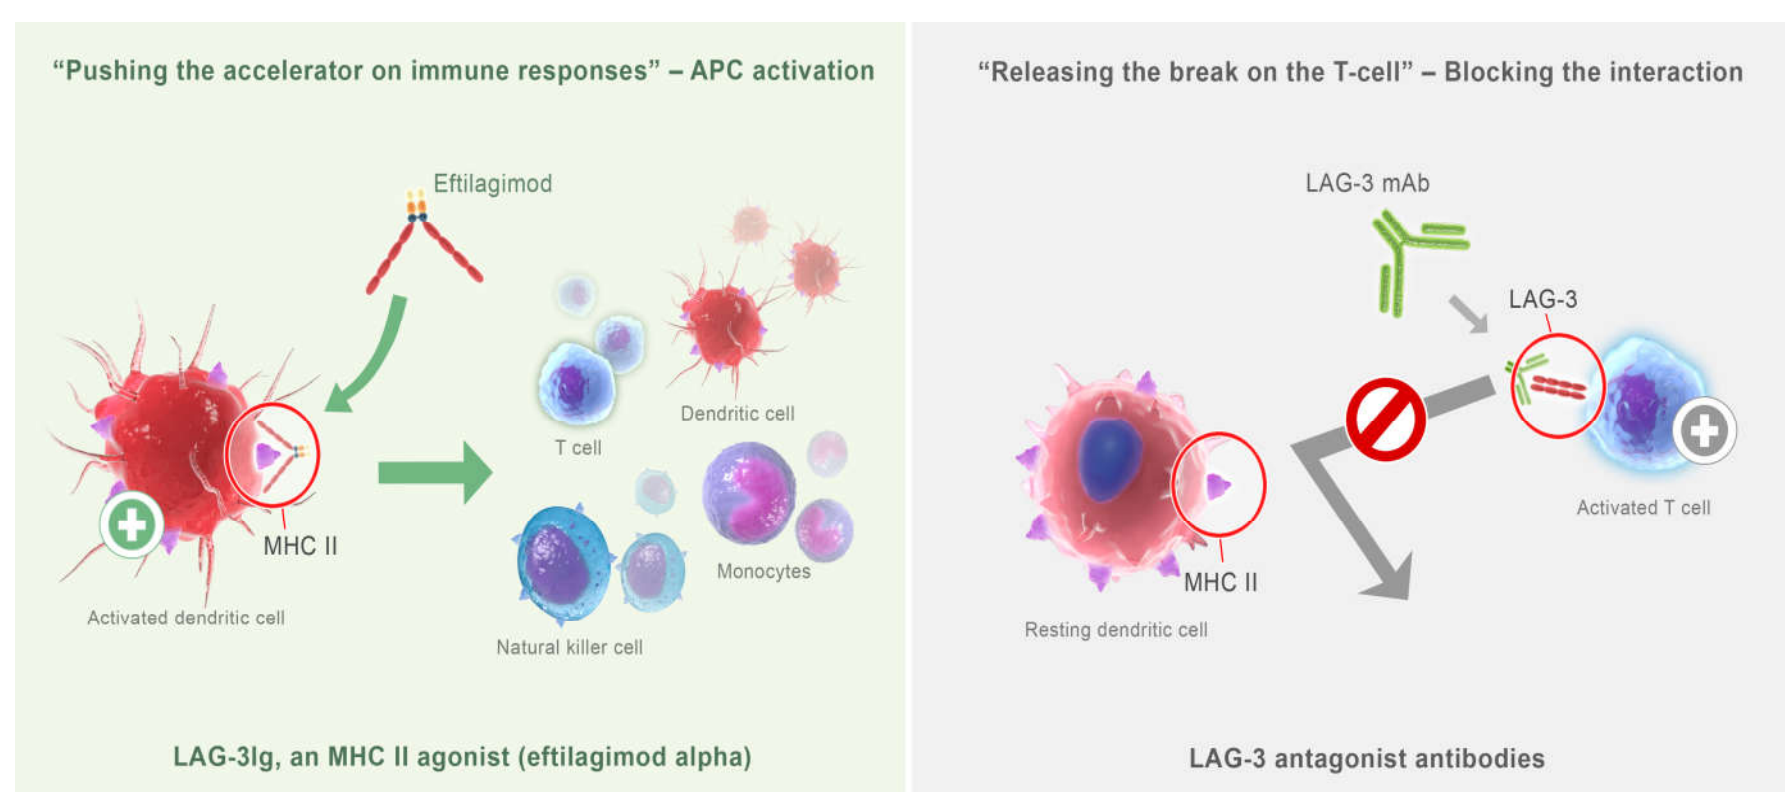 “Pushing the accelerator on immune responses” – APC activation
Eftilagimod
Dendritic cell
T cell
MHC II
Monocytes
Activated dendritic cell
Natural killer cell
LAG-3Ig, an MHC II agonist (eftilagimod alpha)
“Releasing the break on the T-cell” – Blocking the interaction
LAG-3 mAb
LAG-3
Activated T cell
MHC II
Resting dendritic cell
LAG-3 antagonist antibodies